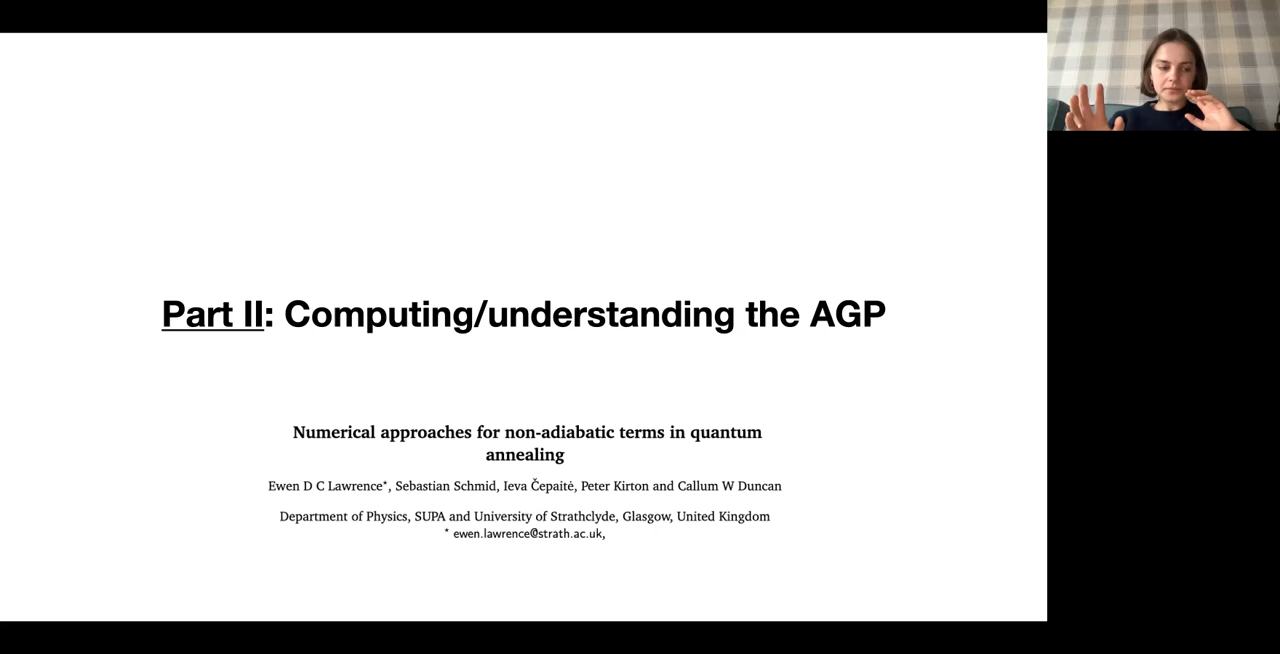 Part II: Computing/understanding the AGP
Numerical approaches for non-adiabatic terms in quantum
annealing
Ewen D C Lawrence*, Sebastian Schmid, Ieva Čepaitė, Peter Kirton and Callum W Duncan
Department of Physics, SUPA and University of Strathclyde, Glasgow, United Kingdom
* ewen.lawrence@strath.ac.uk,